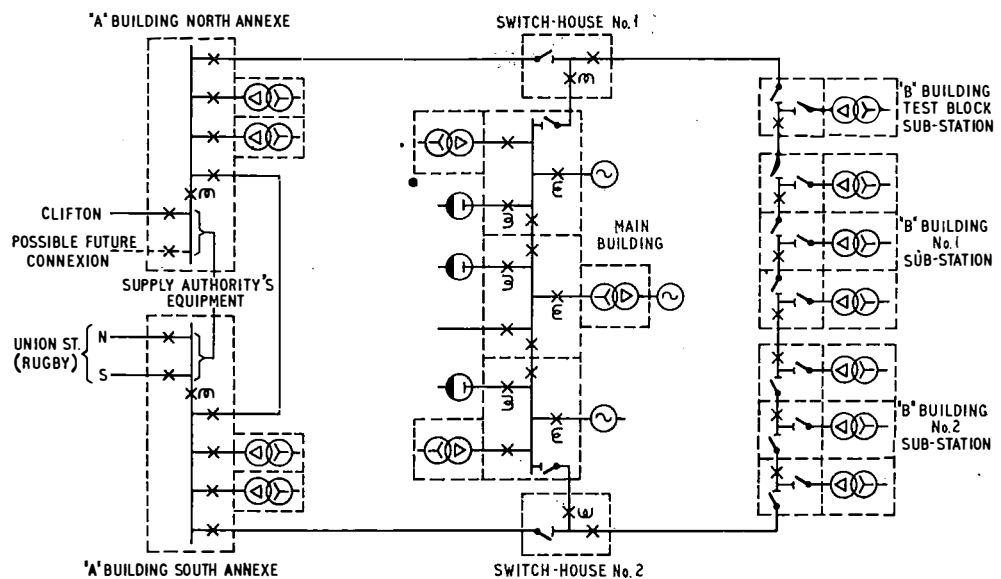 "A" BUILDING NORTH ANNEXE
SWITCH-HOUSE No. 1
"B" BUILDING
TEST BLOCK
SUB-STATION
CLIFTON
POSSIBLE FUTURE
CONNEXION
SUPPLY AUTHORITY'S
EQUIPMENT
MAIN
BUILDING
"B" BUILDING
No. 1
SUB-STATION
UNION ST.
(RUGBY)
N
S
"B" BUILDING
No. 2
SUB-STATION
"A" BUILDING SOUTH ANNEXE
SWITCH-HOUSE No. 2